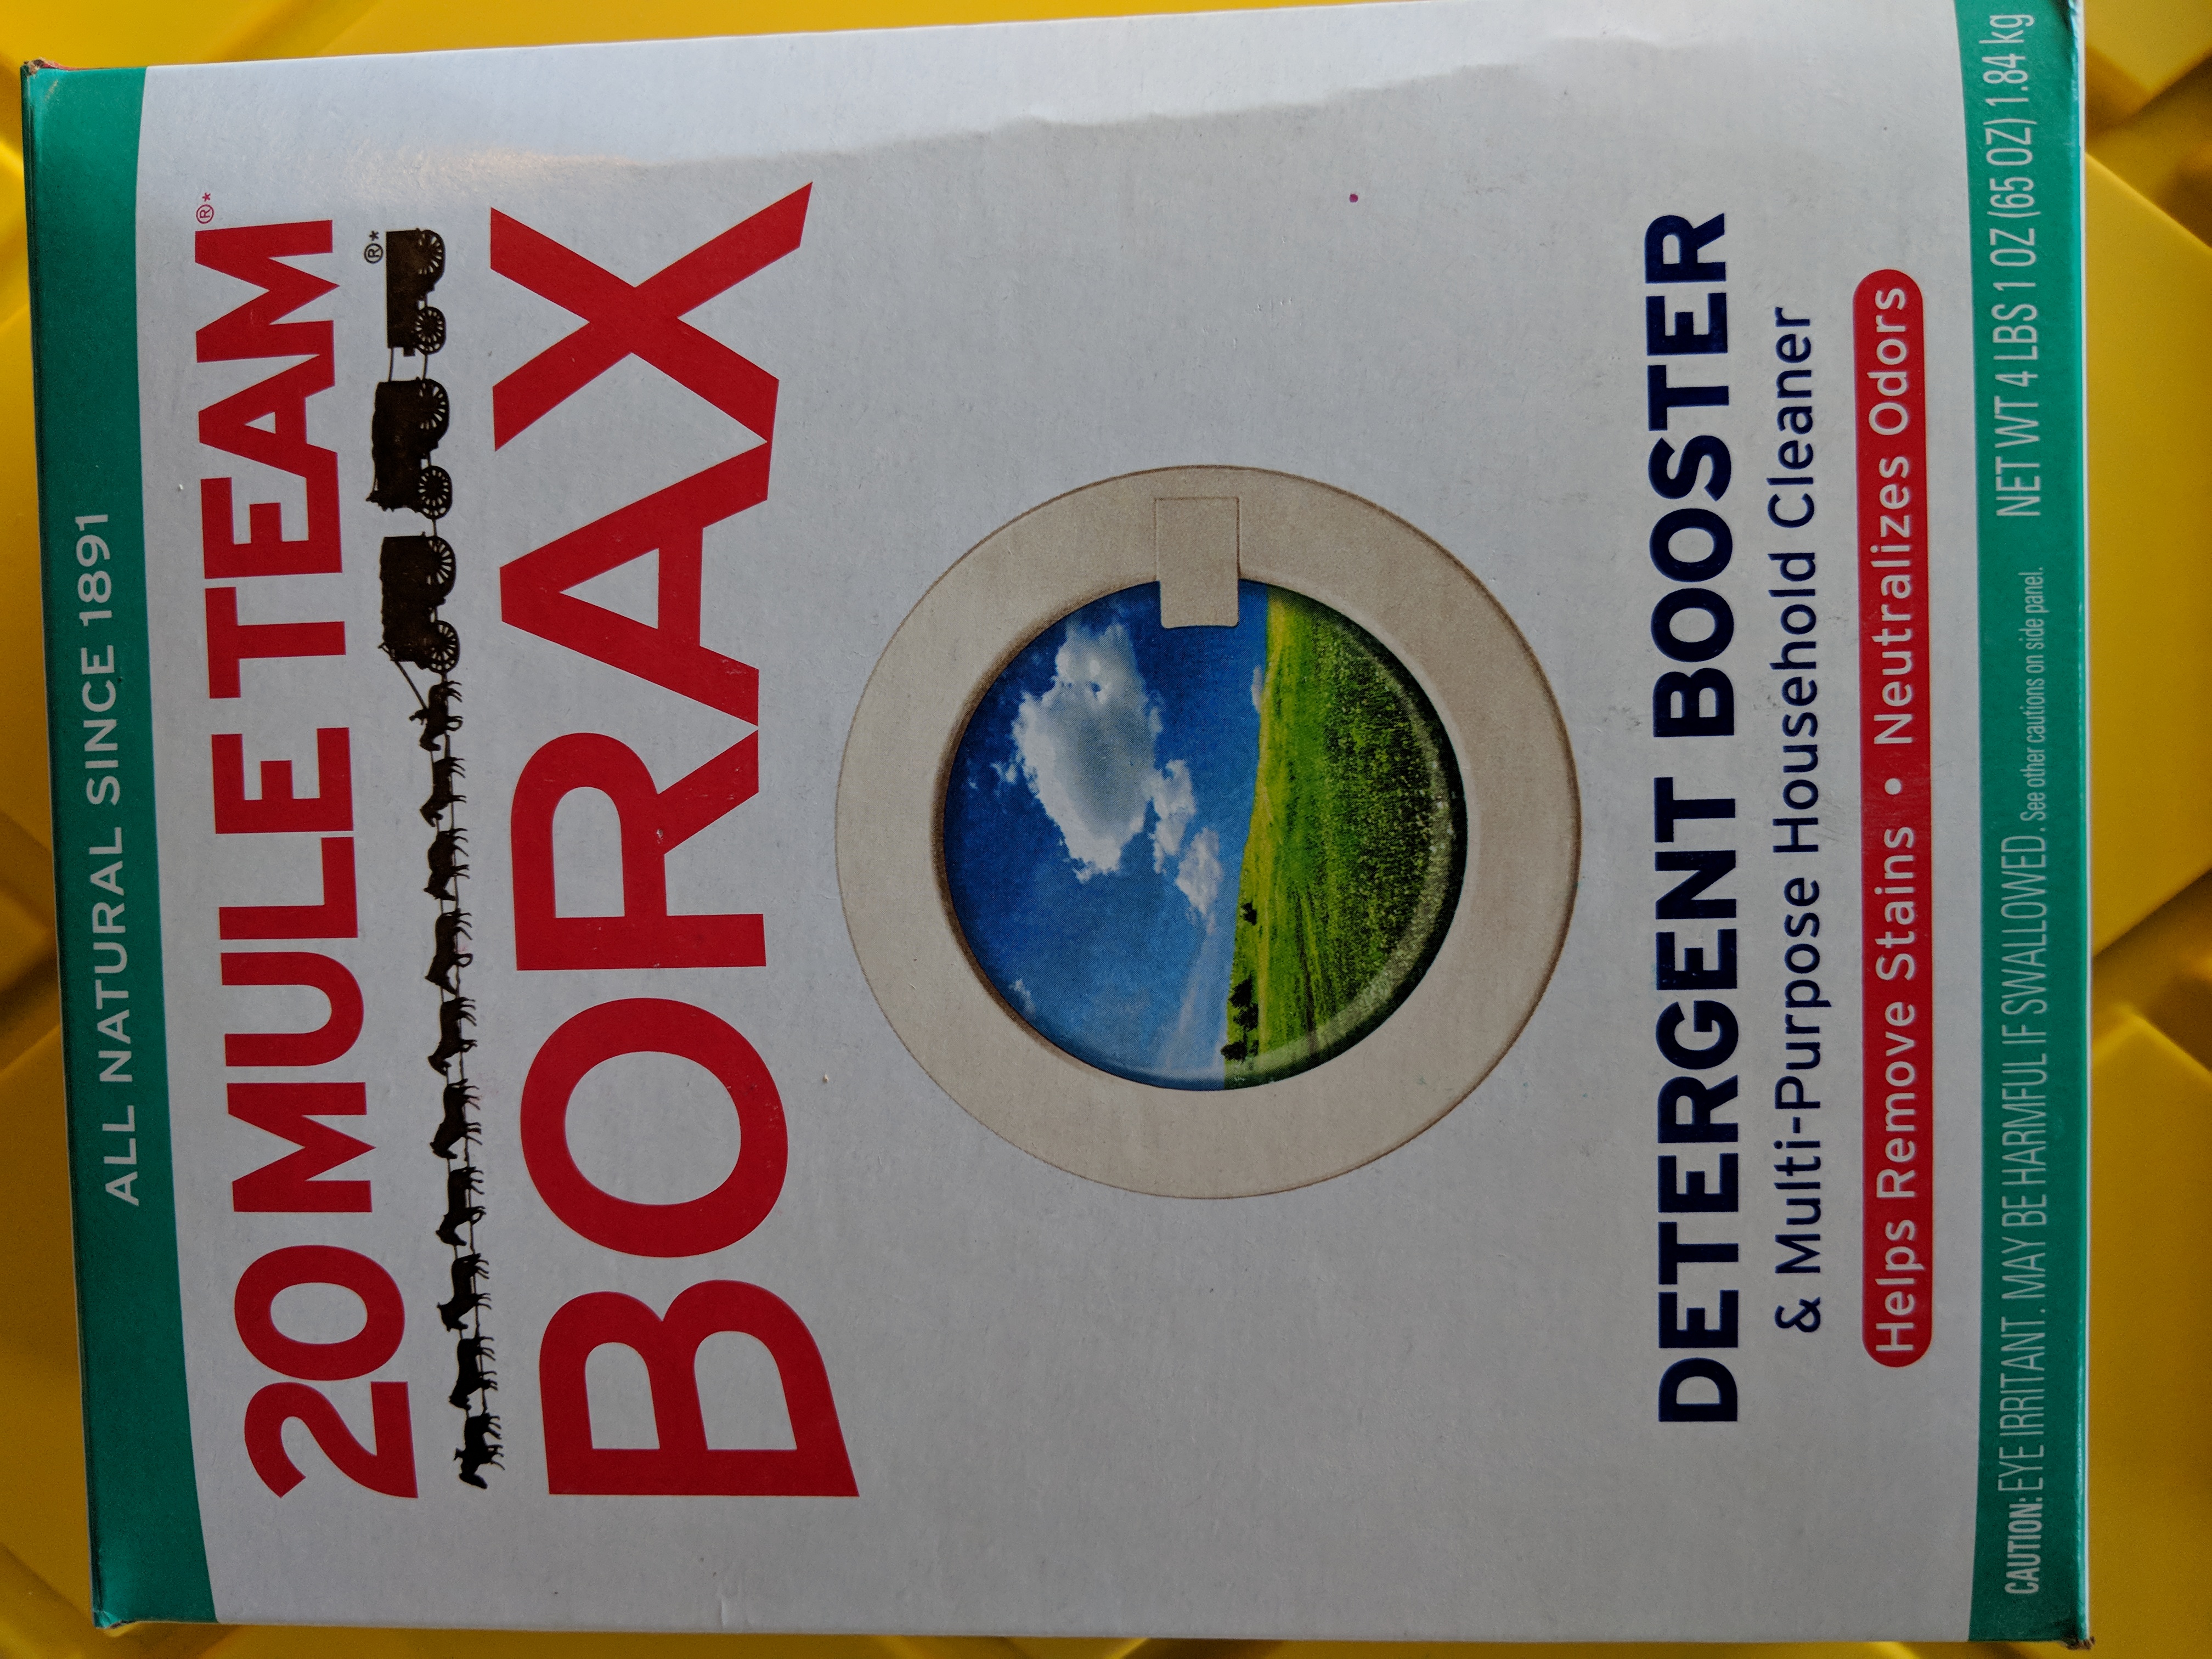 ALL NATURAL SINCE 1891
20 MULE TEAM®*
®*
BORAX
DETERGENT BOOSTER
& Multi-Purpose Household Cleaner
Helps Remove Stains • Neutralizes Odors
CAUTION: EYE IRRITANT. MAY BE HARMFUL IF SWALLOWED. See other cautions on side panel. NET WT 4 LBS 1 OZ (65 OZ) 1.84 kg